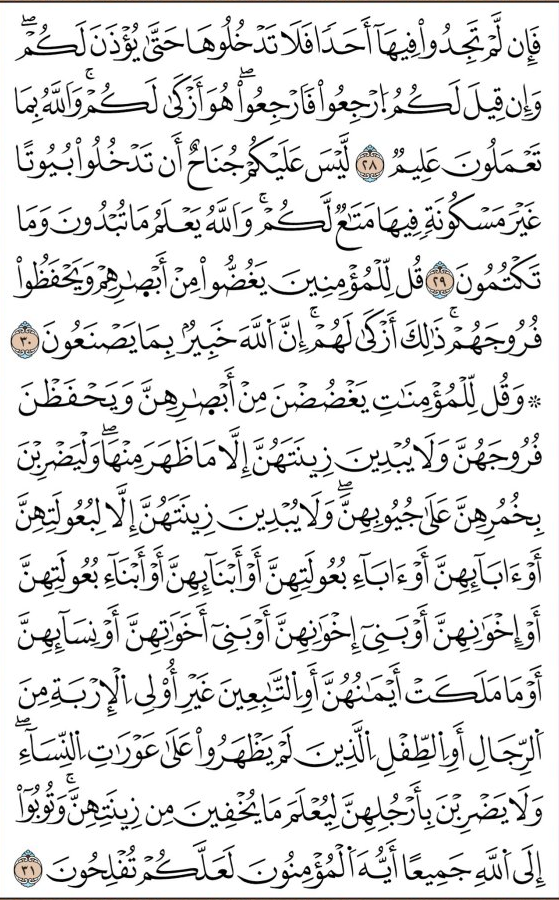 فَإِن لَّمۡ تَجِدُواْ فِيهَآ أَحَدٗا فَلَا تَدۡخُلُوهَا حَتَّىٰ يُؤۡذَنَ لَكُمۡۖ
وَإِن قِيلَ لَكُمُ ٱرۡجِعُواْ فَٱرۡجِعُواْۖ هُوَ أَزۡكَىٰ لَكُمۡۚ وَٱللَّهُ بِمَا
تَعۡمَلُونَ عَلِيمٞ ٢٨ لَّيۡسَ عَلَيۡكُمۡ جُنَاحٌ أَن تَدۡخُلُواْ بُيُوتًا
غَيۡرَ مَسۡكُونَةٖ فِيهَا مَتَٰعٞ لَّكُمۡۚ وَٱللَّهُ يَعۡلَمُ مَا تُبۡدُونَ وَمَا
تَكۡتُمُونَ ٢٩ قُل لِّلۡمُؤۡمِنِينَ يَغُضُّواْ مِنۡ أَبۡصَٰرِهِمۡ وَيَحۡفَظُواْ
فُرُوجَهُمۡۚ ذَٰلِكَ أَزۡكَىٰ لَهُمۡۚ إِنَّ ٱللَّهَ خَبِيرُۢ بِمَا يَصۡنَعُونَ ٣٠
۞ وَقُل لِّلۡمُؤۡمِنَٰتِ يَغۡضُضۡنَ مِنۡ أَبۡصَٰرِهِنَّ وَيَحۡفَظۡنَ
فُرُوجَهُنَّ وَلَا يُبۡدِينَ زِينَتَهُنَّ إِلَّا مَا ظَهَرَ مِنۡهَاۖ وَلۡيَضۡرِبۡنَ
بِخُمُرِهِنَّ عَلَىٰ جُيُوبِهِنَّۖ وَلَا يُبۡدِينَ زِينَتَهُنَّ إِلَّا لِبُعُولَتِهِنَّ
أَوۡ ءَابَآئِهِنَّ أَوۡ ءَابَآءِ بُعُولَتِهِنَّ أَوۡ أَبۡنَآئِهِنَّ أَوۡ أَبۡنَآءِ بُعُولَتِهِنَّ
أَوۡ إِخۡوَٰنِهِنَّ أَوۡ بَنِيٓ إِخۡوَٰنِهِنَّ أَوۡ بَنِيٓ أَخَوَٰتِهِنَّ أَوۡ نِسَآئِهِنَّ
أَوۡ مَا مَلَكَتۡ أَيۡمَٰنُهُنَّ أَوِ ٱلتَّٰبِعِينَ غَيۡرِ أُوْلِي ٱلۡإِرۡبَةِ مِنَ
ٱلرِّجَالِ أَوِ ٱلطِّفۡلِ ٱلَّذِينَ لَمۡ يَظۡهَرُواْ عَلَىٰ عَوۡرَٰتِ ٱلنِّسَآءِۖ
وَلَا يَضۡرِبۡنَ بِأَرۡجُلِهِنَّ لِيُعۡلَمَ مَا يُخۡفِينَ مِن زِينَتِهِنَّۚ وَتُوبُوٓاْ
إِلَى ٱللَّهِ جَمِيعًا أَيُّهَ ٱلۡمُؤۡمِنُونَ لَعَلَّكُمۡ تُفۡلِحُونَ ٣١